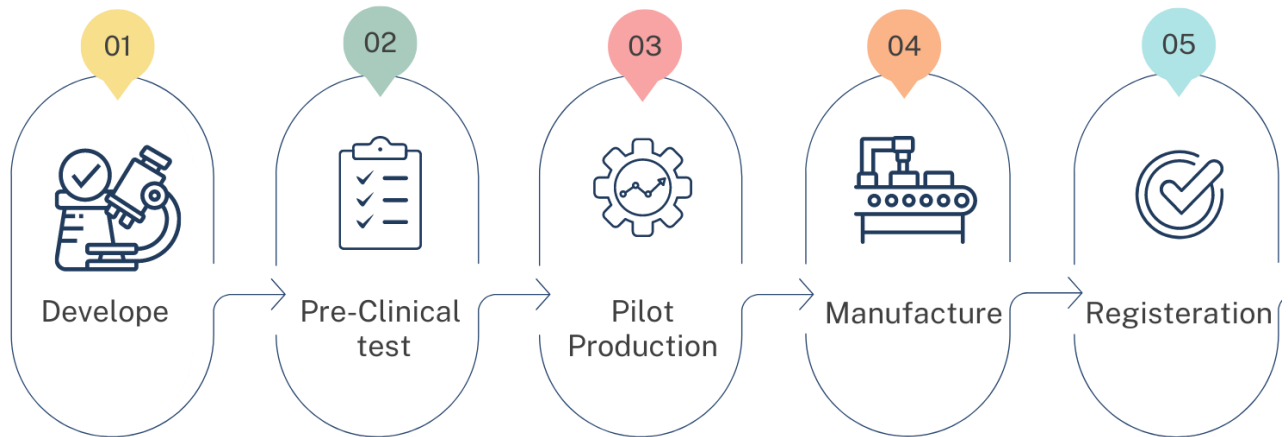 01
02
03
04
05
Develope
Pre-Clinical
test
Pilot
Production
Manufacture
Registeration